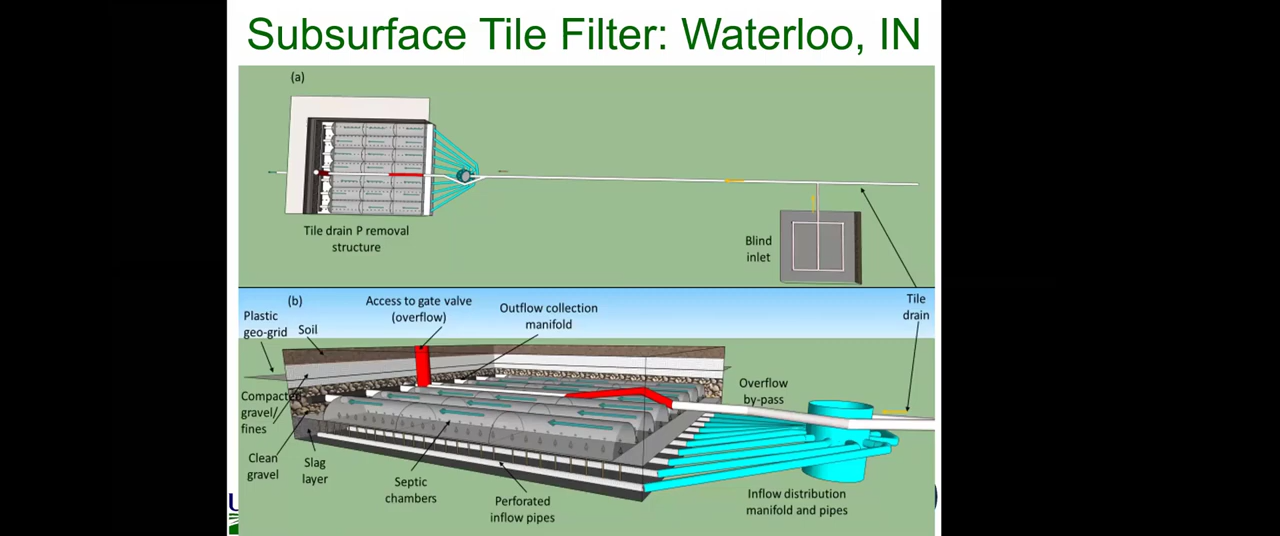 Subsurface Tile Filter: Waterloo, IN
(a)
Tile drain P removal
structure
Blind
inlet
(b)
Access to gate valve
(overflow)
Outflow collection
manifold
Tile
drain
Plastic
geo-grid
Soil
Overflow
by-pass
Compacted
gravel/
fines
Clean
gravel
Slag
layer
Septic
chambers
Perforated
inflow pipes
Inflow distribution
manifold and pipes
U